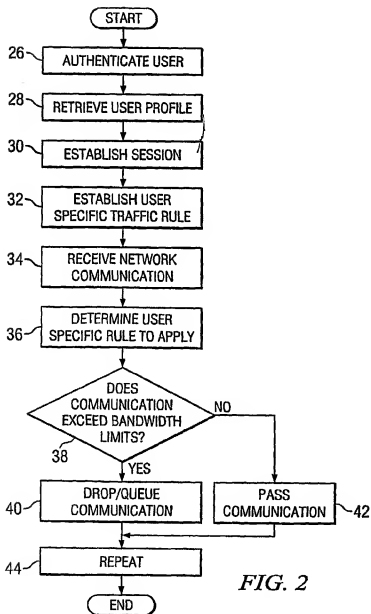 START
26
AUTHENTICATE USER
28
RETRIEVE USER PROFILE
30
ESTABLISH SESSION
32
ESTABLISH USER
SPECIFIC TRAFFIC RULE
34
RECEIVE NETWORK
COMMUNICATION
36
DETERMINE USER
SPECIFIC RULE TO APPLY
DOES
COMMUNICATION
EXCEED BANDWIDTH
LIMITS?
NO
38
YES
40
DROP/QUEUE
COMMUNICATION
PASS
COMMUNICATION
42
44
REPEAT
FIG. 2
END